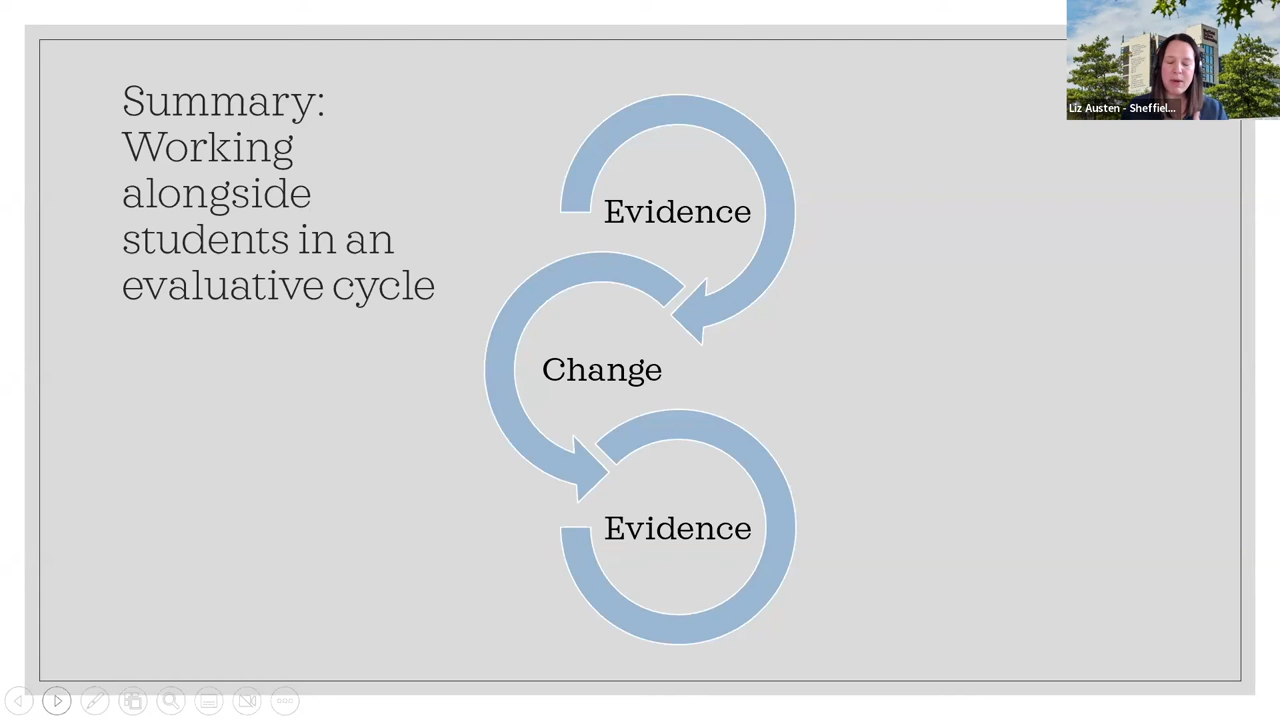 Summary:
Working
alongside
students in an
evaluative cycle
Evidence
Change
Evidence
Liz Austen - Sheffiel...